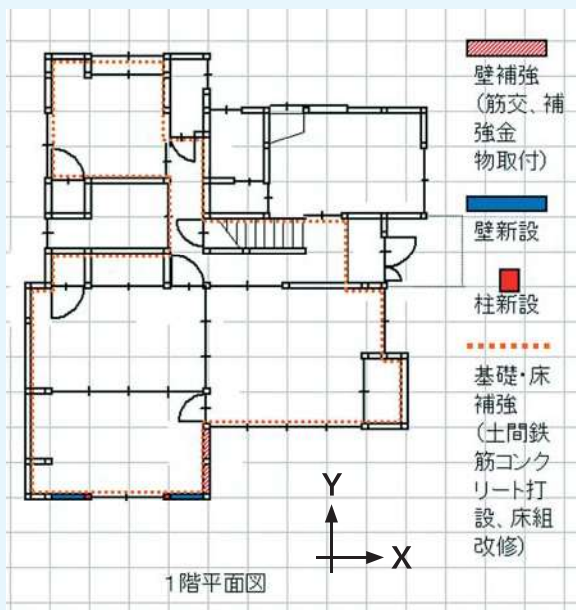 壁補強
(筋交、補
強金
物取付)
壁新設
柱新設
基礎・床
補強
(土間鉄
筋コンク
リート打
設、床組
改修)
Y
X
1階平面図